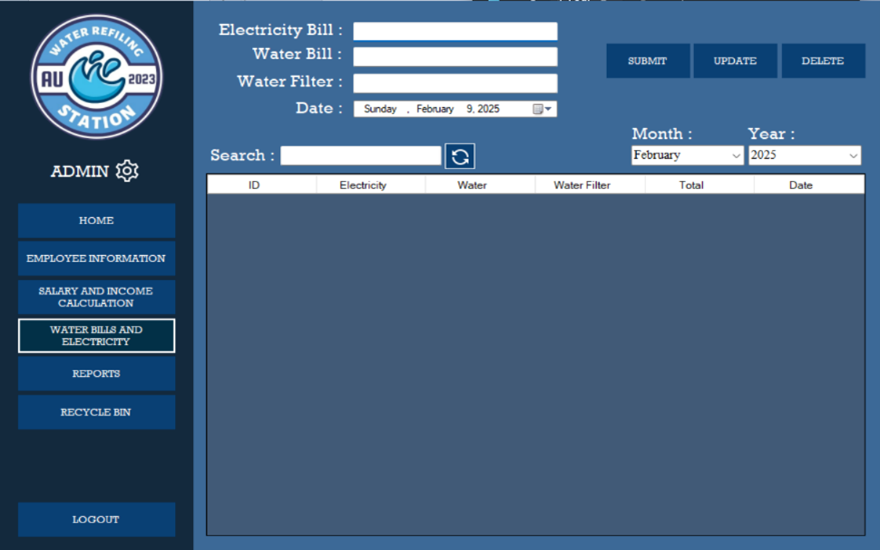 WATER REFILING
AU
2023
STATION
ADMIN
HOME
EMPLOYEE INFORMATION
SALARY AND INCOME
CALCULATION
WATER BILLS AND
ELECTRICITY
REPORTS
RECYCLE BIN
LOGOUT
Electricity Bill :
Water Bill :
Water Filter :
Date : Sunday , February 9, 2025
SUBMIT UPDATE DELETE
Search :
Month : Year :
February 2025
ID Electricity Water Water Filter Total Date